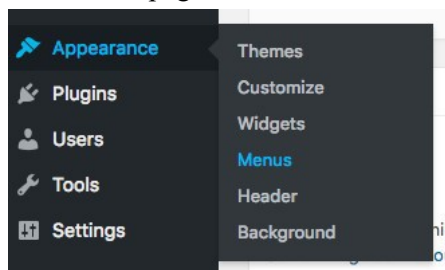 Appearance
Plugins
Users
Tools
Settings
Themes
Customize
Widgets
Menus
Header
Background